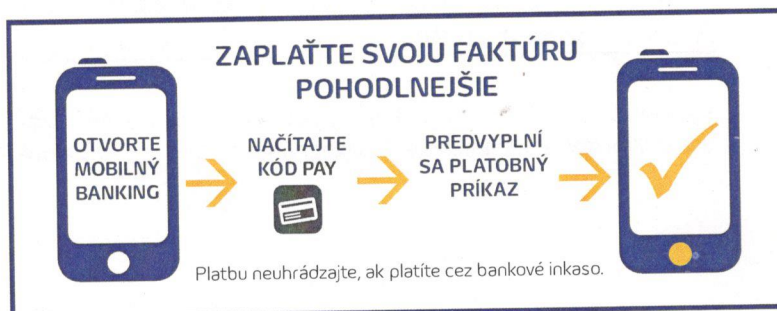 ZAPLAŤTE SVOJU FAKTÚRU
POHODLNEJŠIE
OTVORTE
MOBILNÝ
BANKING
NAČÍTAJTE
KÓD PAY
PREDVYPLNÍ
SA PLATOBNÝ
PRÍKAZ
Platbu neuhrádzajte, ak platíte cez bankové inkaso.